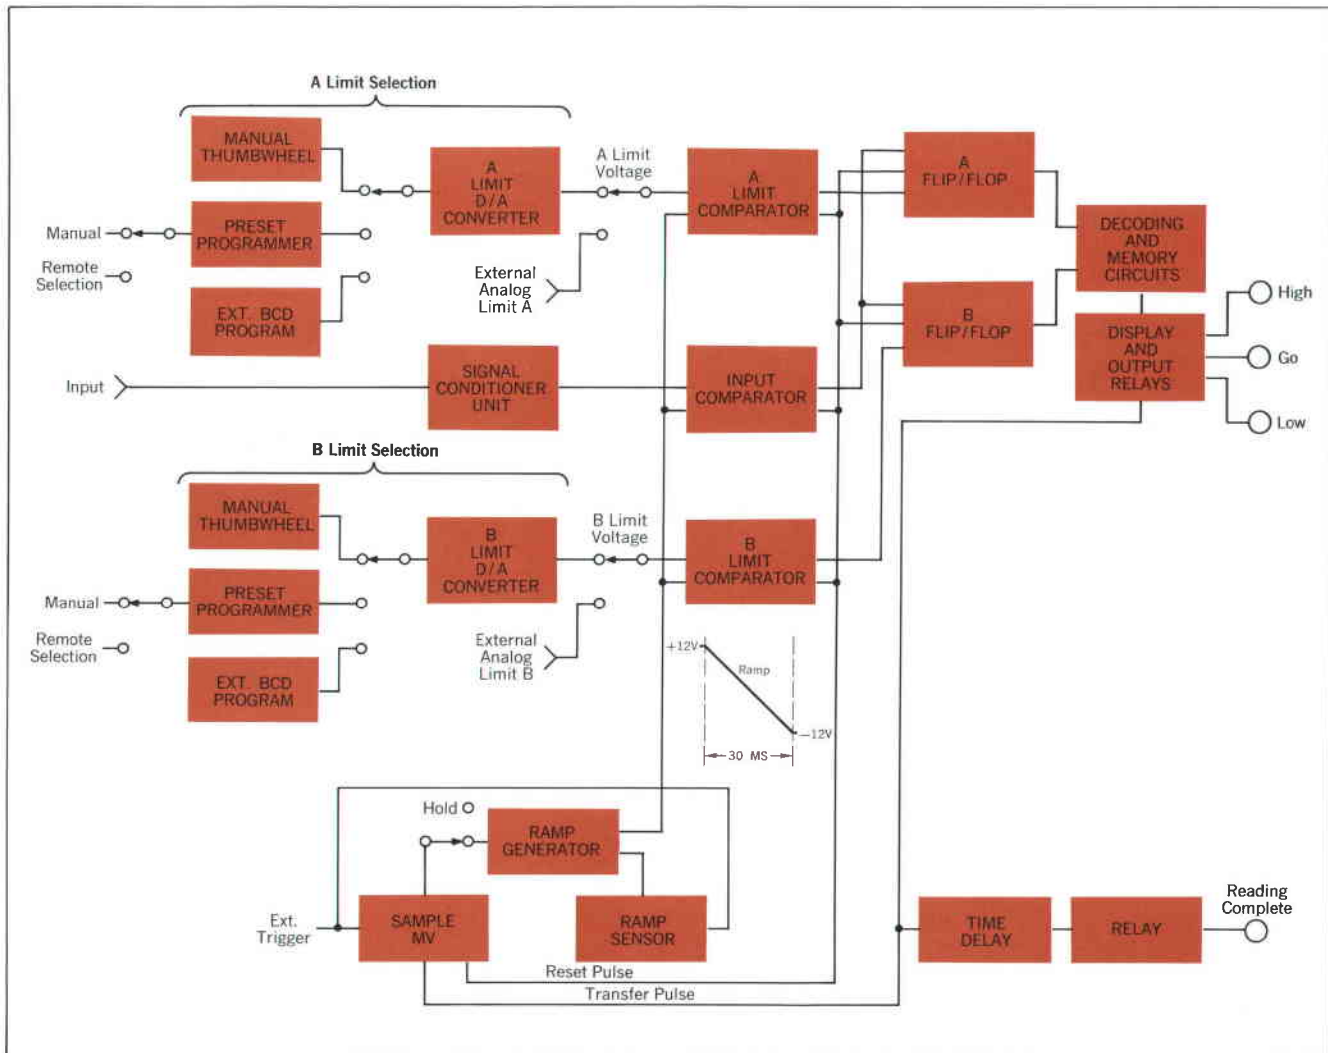 A Limit Selection
MANUAL
THUMBWHEEL
PRESET
PROGRAMMER
EXT. BCD
PROGRAM
Manual
Remote
Selection
A
LIMIT
D/A
CONVERTER
A Limit
Voltage
External
Analog
Limit A
A
LIMIT
COMPARATOR
A
FLIP/FLOP
B
FLIP/FLOP
DECODING
AND
MEMORY
CIRCUITS
DISPLAY
AND
OUTPUT
RELAYS
High
Go
Low
Input
SIGNAL
CONDITIONER
UNIT
INPUT
COMPARATOR
B Limit Selection
MANUAL
THUMBWHEEL
PRESET
PROGRAMMER
EXT. BCD
PROGRAM
Manual
Remote
Selection
B
LIMIT
D/A
CONVERTER
B Limit
Voltage
External
Analog
Limit B
B
LIMIT
COMPARATOR
+12V
Ramp
—12V
30 MS
Hold
RAMP
GENERATOR
Ext.
Trigger
SAMPLE
MV
RAMP
SENSOR
Reset Pulse
Transfer Pulse
TIME
DELAY
RELAY
Reading
Complete